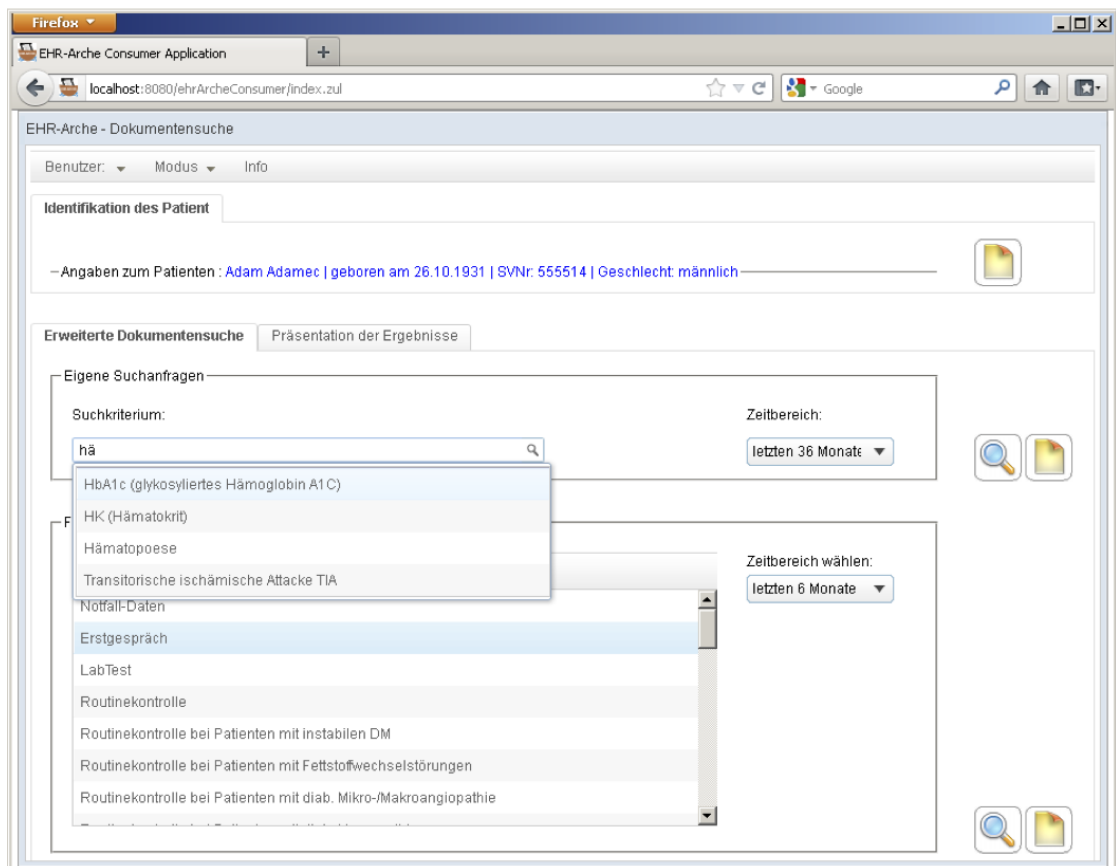 Firefox
EHR-Arche Consumer Application
localhost:8080/ehrArcheConsumer/index.zul
Google
EHR-Arche - Dokumentensuche
Benutzer: Modus Info
Identifikation des Patient
Angaben zum Patienten : Adam Adamec | geboren am 26.10.1931 | SVNr: 555514 | Geschlecht: männlich
Erweiterte Dokumentensuche Präsentation der Ergebnisse
Eigene Suchanfragen
Suchkriterium: Zeitbereich:
hä letzten 36 Monate
HbA1c (glykosyliertes Hämoglobin A1C)
HK (Hämatokrit)
F
Hämatopoese
Zeitbereich wählen:
Transitorische ischämische Attacke TIA letzten 6 Monate
Notfall-Daten
Erstgespräch
LabTest
Routinekontrolle
Routinekontrolle bei Patienten mit instabilen DM
Routinekontrolle bei Patienten mit Fettstoffwechselstörungen
Routinekontrolle bei Patienten mit diab. Mikro-/Makroangiopathie